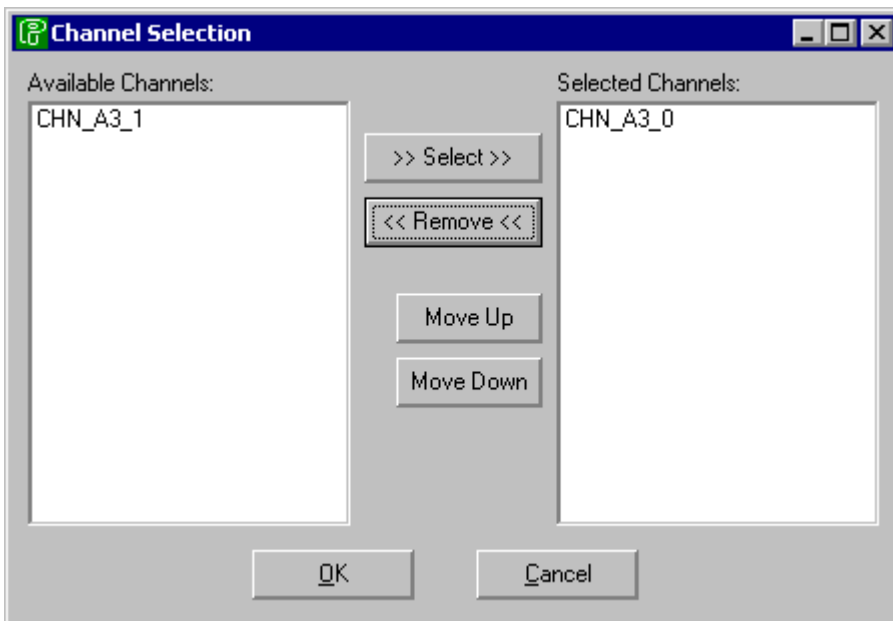 Channel Selection
Available Channels:
CHN_A3_1
>> Select >>
<< Remove <<
Move Up
Move Down
Selected Channels:
CHN_A3_0
OK
Cancel